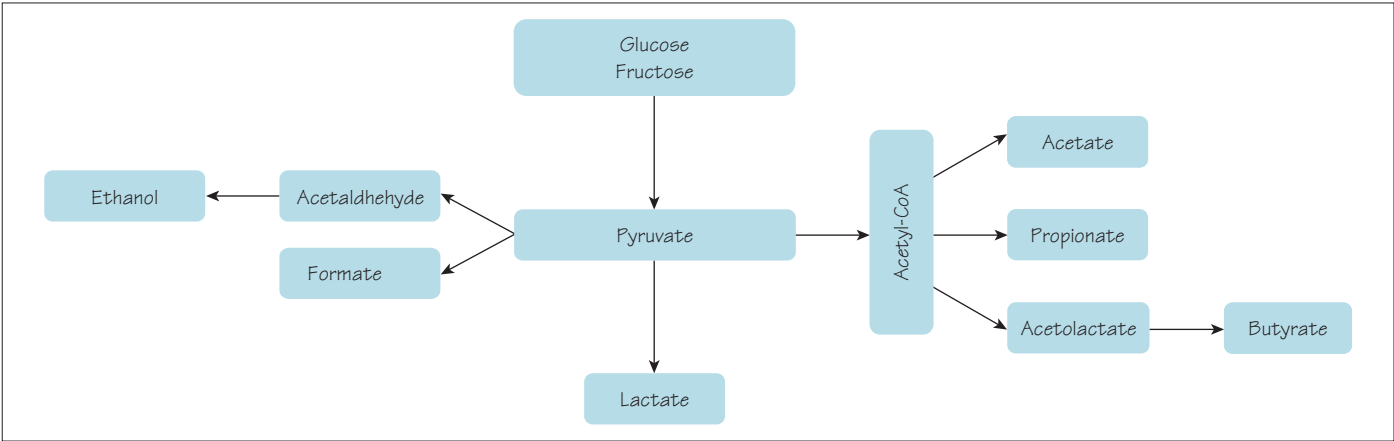 Glucose
Fructose
Acetate
Ethanol
Acetaldhehyde
Pyruvate
Acetyl-CoA
Propionate
Formate
Acetolactate
Butyrate
Lactate